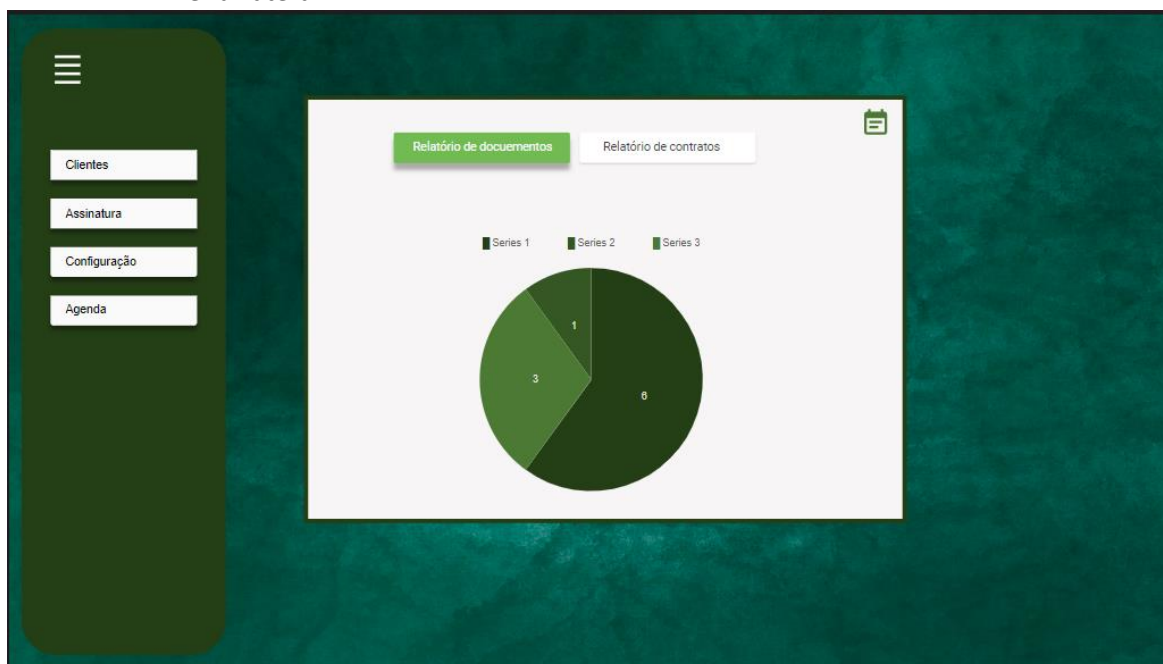 Clientes
Assinatura
Configuração
Agenda
Relatório de docuementos
Relatório de contratos
Series 1
Series 2
Series 3
1
3
6